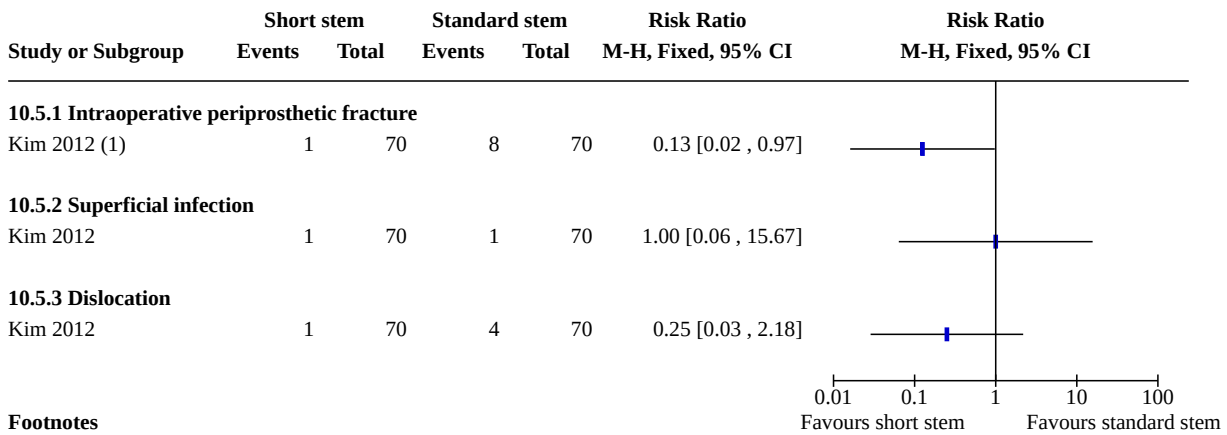 Short stem Standard stem Risk Ratio Risk Ratio
Study or Subgroup Events Total Events Total M-H, Fixed, 95% CI M-H, Fixed, 95% CI
10.5.1 Intraoperative periprosthetic fracture
Kim 2012 (1) 1 70 8 70 0.13 [0.02 , 0.97]
10.5.2 Superficial infection
Kim 2012 1 70 1 70 1.00 [0.06 , 15.67]
10.5.3 Dislocation
Kim 2012 1 70 4 70 0.25 [0.03 , 2.18]
0.01 0.1 1 10 100
Footnotes Favours short stem Favours standard stem